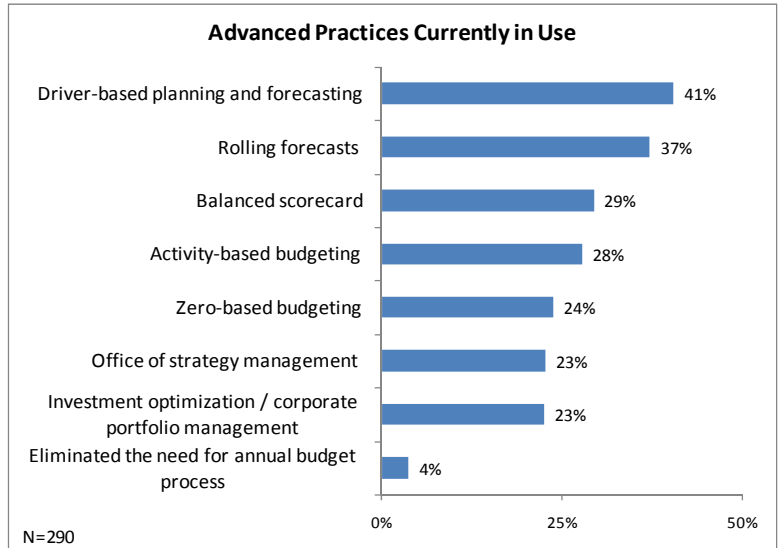 Advanced Practices Currently in Use
Driver-based planning and forecasting 41%
Rolling forecasts 37%
Balanced scorecard 29%
Activity-based budgeting 28%
Zero-based budgeting 24%
Office of strategy management 23%
Investment optimization / corporate
portfolio management 23%
Eliminated the need for annual budget
process 4%
0% 25% 50%
N=290